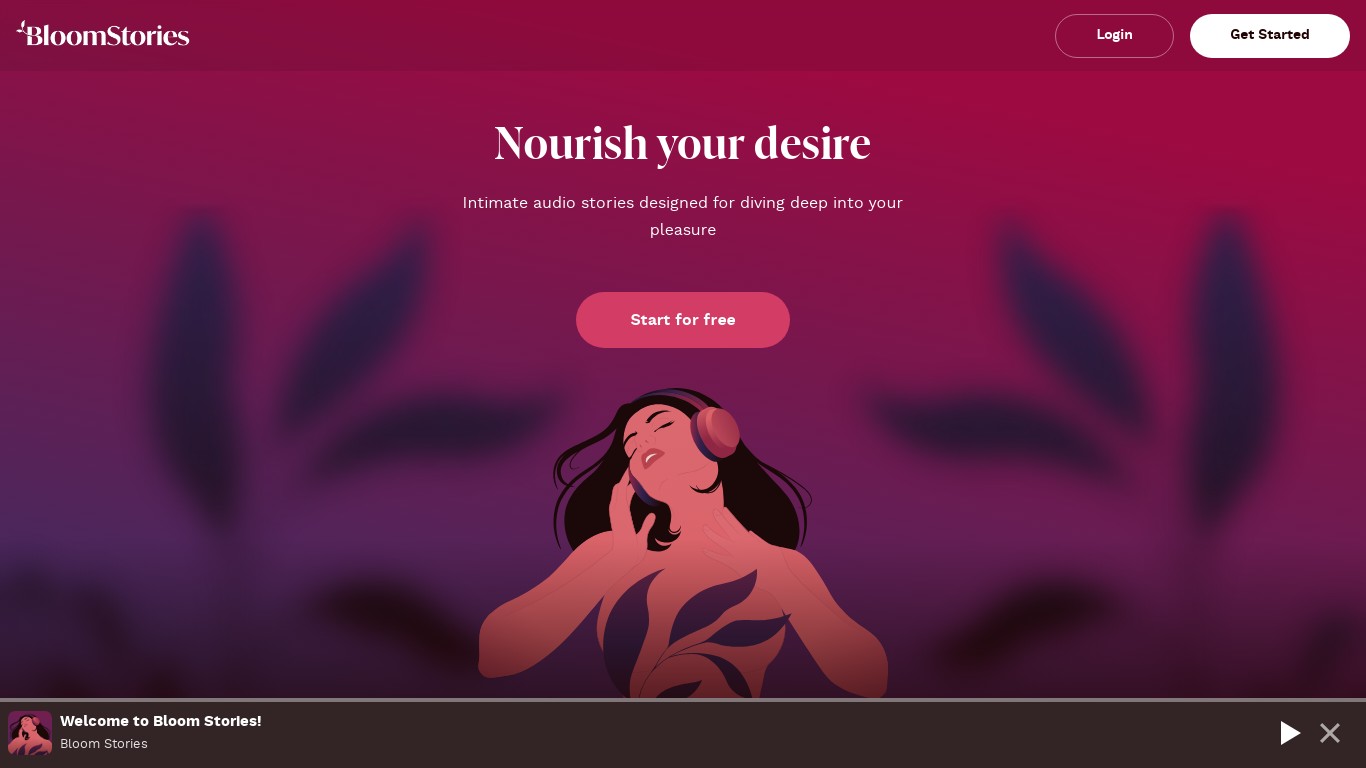 BloomStories
Login
Get Started
Nourish your desire
Intimate audio stories designed for diving deep into your
pleasure
Start for free
Welcome to Bloom Stories!
Bloom Stories